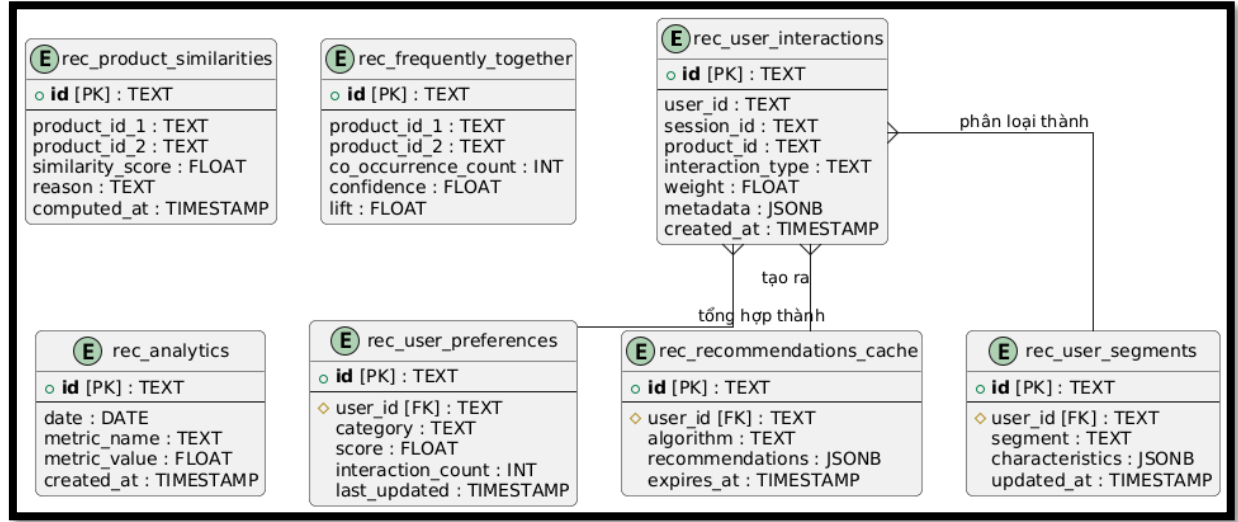 E rec_product_similarities
id [PK] : TEXT
product_id_1 : TEXT
product_id_2 : TEXT
similarity_score : FLOAT
reason : TEXT
computed_at : TIMESTAMP
E rec_frequently_together
id [PK] : TEXT
product_id_1 : TEXT
product_id_2 : TEXT
co_occurrence_count : INT
confidence : FLOAT
lift : FLOAT
E rec_user_interactions
id [PK] : TEXT
user_id : TEXT
session_id : TEXT
product_id : TEXT
interaction_type : TEXT
weight : FLOAT
metadata : JSONB
created_at : TIMESTAMP
phân loại thành
tạo ra
tổng hợp thành
E rec_analytics
id [PK] : TEXT
date : DATE
metric_name : TEXT
metric_value : FLOAT
created_at : TIMESTAMP
E rec_user_preferences
id [PK] : TEXT
user_id [FK] : TEXT
category : TEXT
score : FLOAT
interaction_count : INT
last_updated : TIMESTAMP
E rec_recommendations_cache
id [PK] : TEXT
user_id [FK] : TEXT
algorithm : TEXT
recommendations : JSONB
expires_at : TIMESTAMP
E rec_user_segments
id [PK] : TEXT
user_id [FK] : TEXT
segment : TEXT
characteristics : JSONB
updated_at : TIMESTAMP